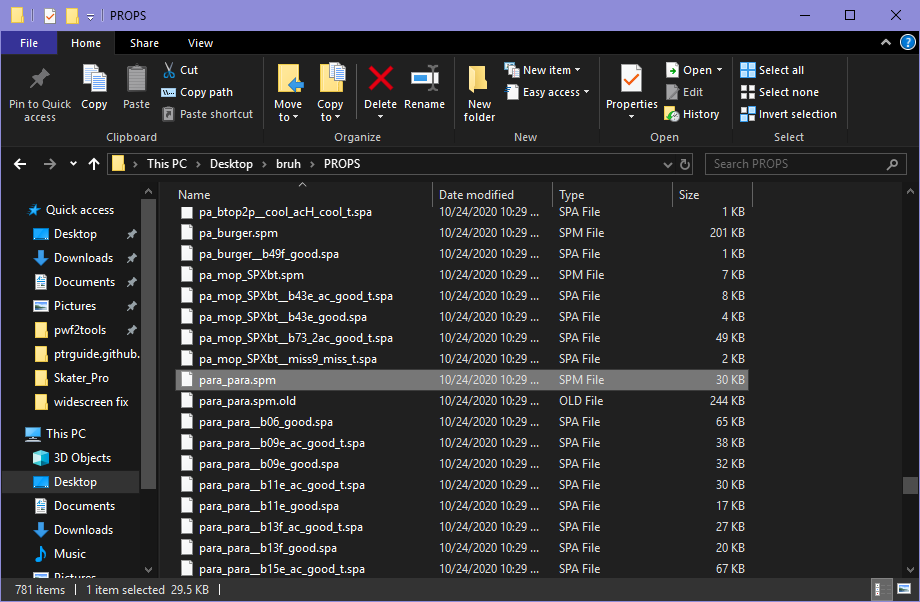 PROPS
File Home Share View
Pin to Quick access
Copy
Paste
Cut
Copy path
Paste shortcut
Clipboard
Move to
Copy to
Delete
Rename
Organize
New folder
New item
Easy access
New
Properties
Open
Edit
History
Open
Select all
Select none
Invert selection
Select
This PC > Desktop > bruh > PROPS
Search PROPS
Quick access
Desktop
Downloads
Documents
Pictures
pwf2tools
ptrguide.github.
Skater_Pro
widescreen fix
This PC
3D Objects
Desktop
Documents
Downloads
Music
Pictures
Name Date modified Type Size
pa_btop2p__cool_acH_cool_t.spa 10/24/2020 10:29 ... SPA File 1 KB
pa_burger.spm 10/24/2020 10:29 ... SPM File 201 KB
pa_burger__b49f_good.spa 10/24/2020 10:29 ... SPA File 1 KB
pa_mop_SPXbt.spm 10/24/2020 10:29 ... SPM File 7 KB
pa_mop_SPXbt__b43e_ac_good_t.spa 10/24/2020 10:29 ... SPA File 8 KB
pa_mop_SPXbt__b43e_good.spa 10/24/2020 10:29 ... SPA File 4 KB
pa_mop_SPXbt__b73_2ac_good_t.spa 10/24/2020 10:29 ... SPA File 49 KB
pa_mop_SPXbt__miss9_miss_t.spa 10/24/2020 10:29 ... SPA File 2 KB
para_para.spm 10/24/2020 10:29 ... SPM File 30 KB
para_para.spm.old 10/24/2020 10:29 ... OLD File 244 KB
para_para__b06_good.spa 10/24/2020 10:29 ... SPA File 65 KB
para_para__b09e_ac_good_t.spa 10/24/2020 10:29 ... SPA File 38 KB
para_para__b09e_good.spa 10/24/2020 10:29 ... SPA File 32 KB
para_para__b11e_ac_good_t.spa 10/24/2020 10:29 ... SPA File 30 KB
para_para__b11e_good.spa 10/24/2020 10:29 ... SPA File 17 KB
para_para__b13f_ac_good_t.spa 10/24/2020 10:29 ... SPA File 27 KB
para_para__b13f_good.spa 10/24/2020 10:29 ... SPA File 20 KB
para_para__b15e_ac_good_t.spa 10/24/2020 10:29 ... SPA File 67 KB
781 items 1 item selected 29.5 KB